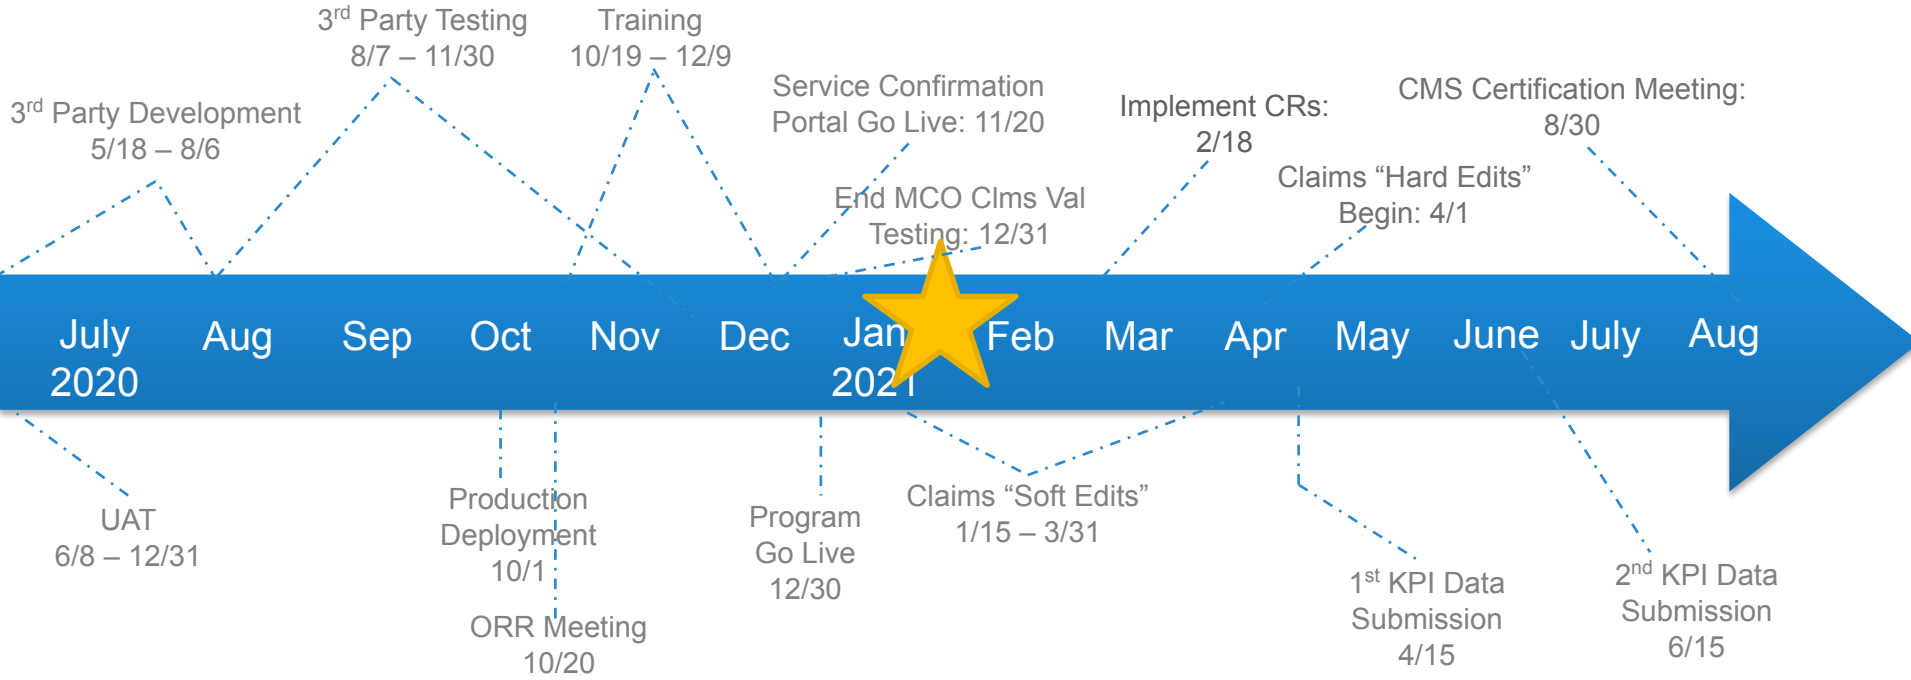 3rd Party Testing
8/7 – 11/30
Training
10/19 – 12/9
3rd Party Development
5/18 – 8/6
Service Confirmation
Portal Go Live: 11/20
Implement CRs:
2/18
CMS Certification Meeting:
8/30
End MCO Clms Val
Testing: 12/31
Claims “Hard Edits”
Begin: 4/1
July
2020
Aug
Sep
Oct
Nov
Dec
Jan
2021
Feb
Mar
Apr
May
June
July
Aug
UAT
6/8 – 12/31
Production
Deployment
10/1
ORR Meeting
10/20
Program
Go Live
12/30
Claims “Soft Edits”
1/15 – 3/31
1st KPI Data
Submission
4/15
2nd KPI Data
Submission
6/15